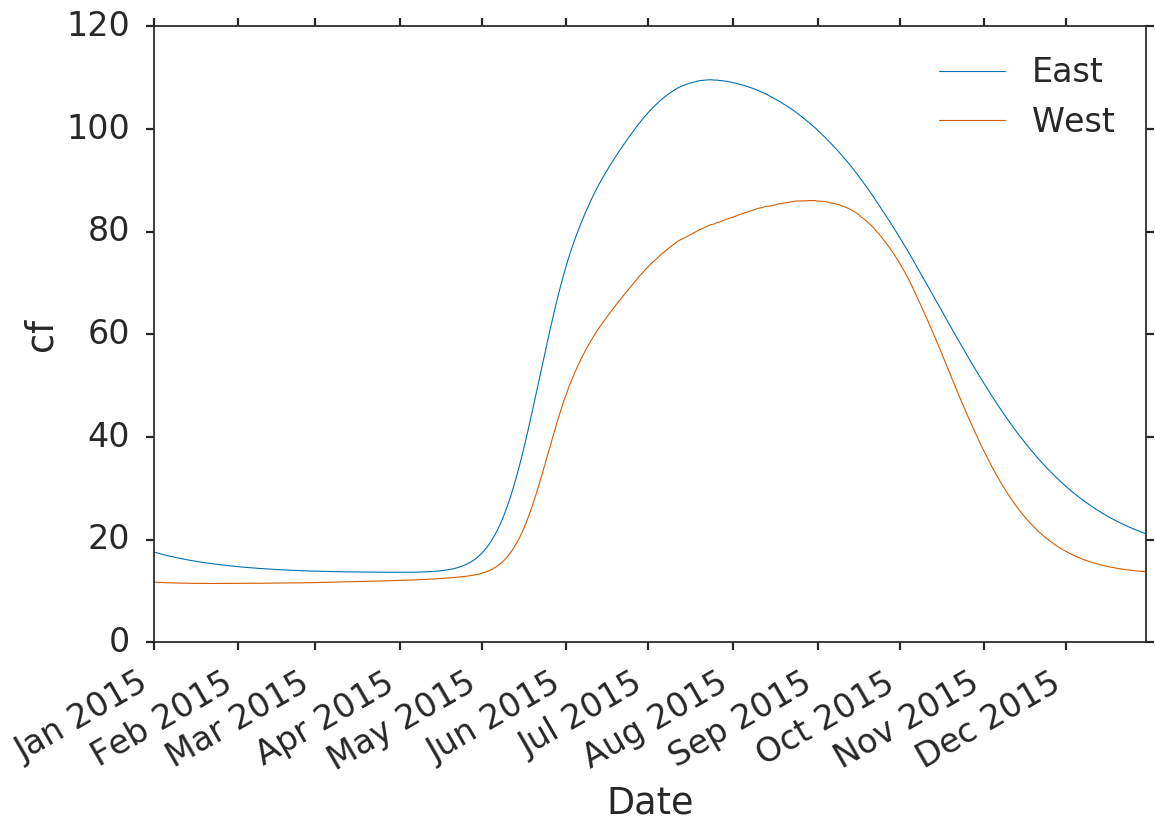 120
100
80
60
40
20
0
cf
East
West
Jan 2015
Feb 2015
Mar 2015
Apr 2015
May 2015
Jun 2015
Jul 2015
Aug 2015
Sep 2015
Oct 2015
Nov 2015
Dec 2015
Date